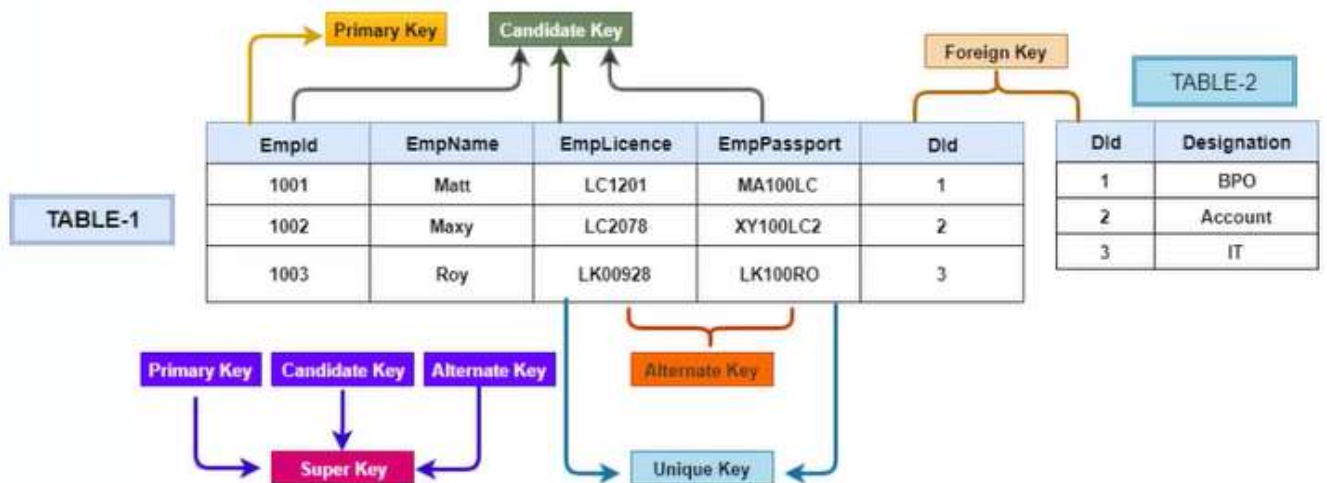 Primary Key
Candidate Key
Foreign Key
TABLE-2
TABLE-1
EmpId EmpName EmpLicence EmpPassport DId
1001 Matt LC1201 MA100LC 1
1002 Maxy LC2078 XY100LC2 2
1003 Roy LK00928 LK100RO 3
DId Designation
1 BPO
2 Account
3 IT
Primary Key
Candidate Key
Alternate Key
Alternate Key
Super Key
Unique Key